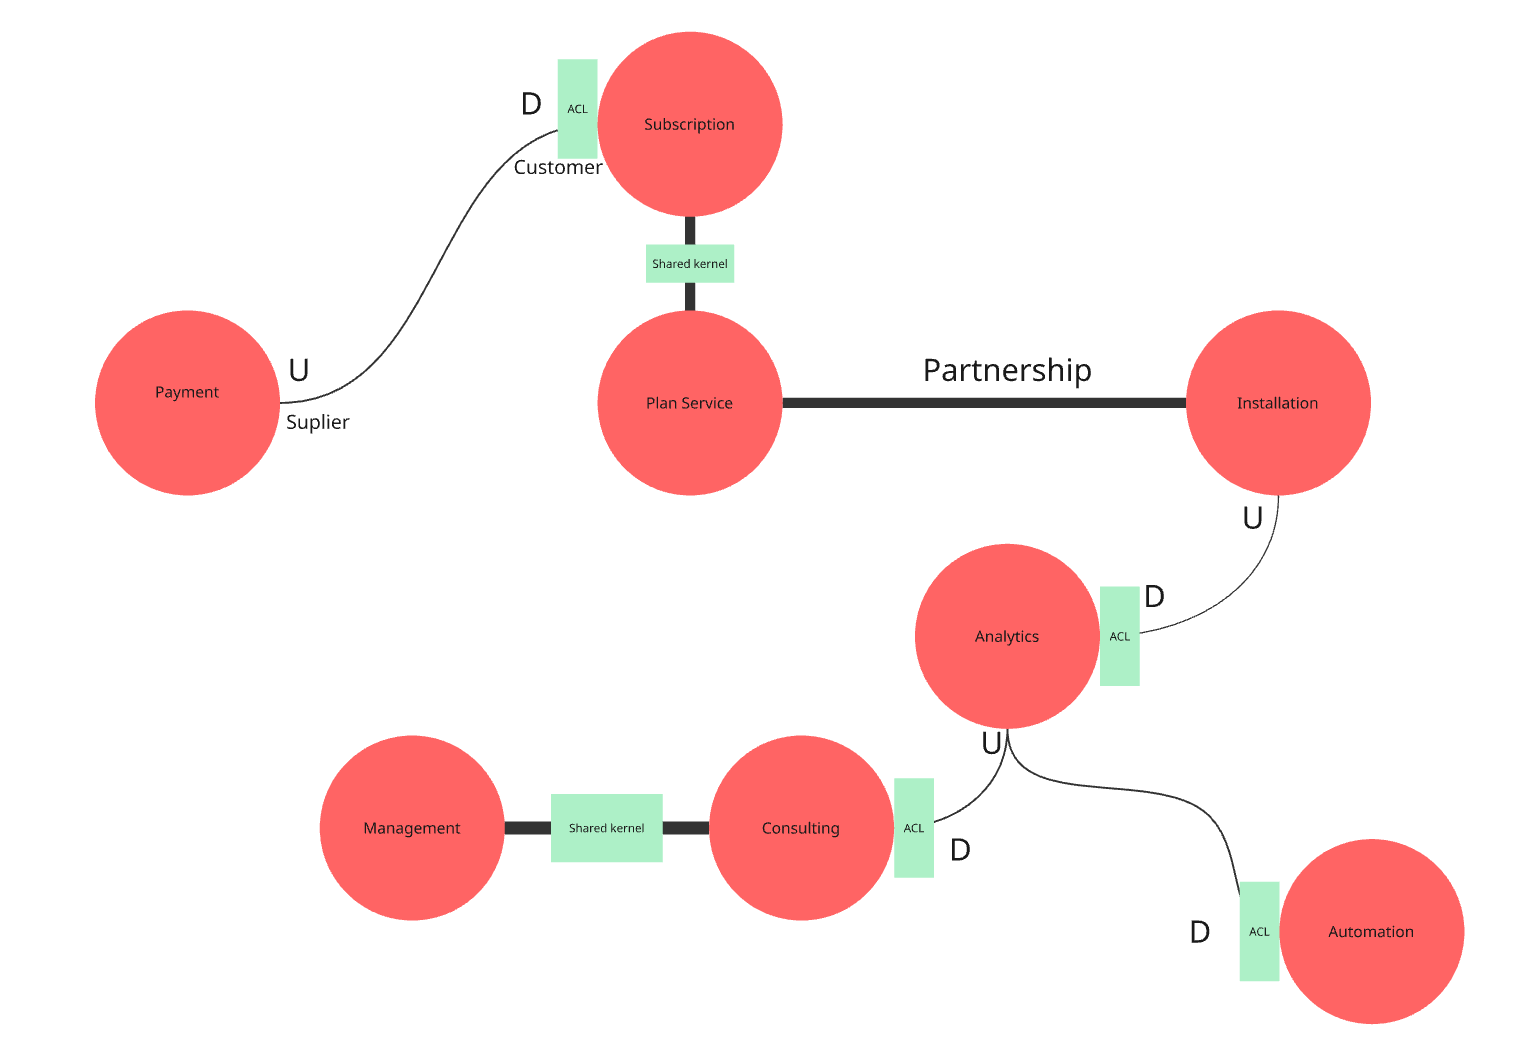 D
ACL
Subscription
Customer
Shared kernel
U
Payment
Suplier
Plan Service
Partnership
Installation
U
D
Analytics
ACL
U
Management
Shared kernel
Consulting
ACL
D
D
ACL
Automation